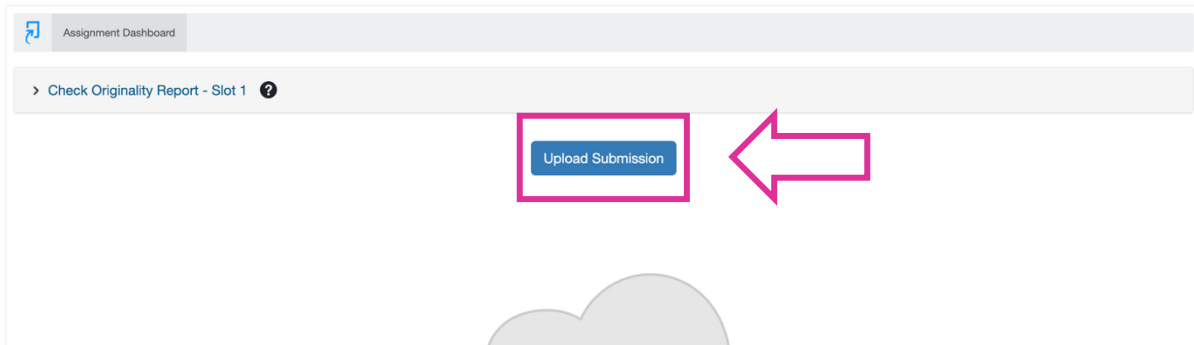 Assignment Dashboard
Check Originality Report - Slot 1 ?
Upload Submission